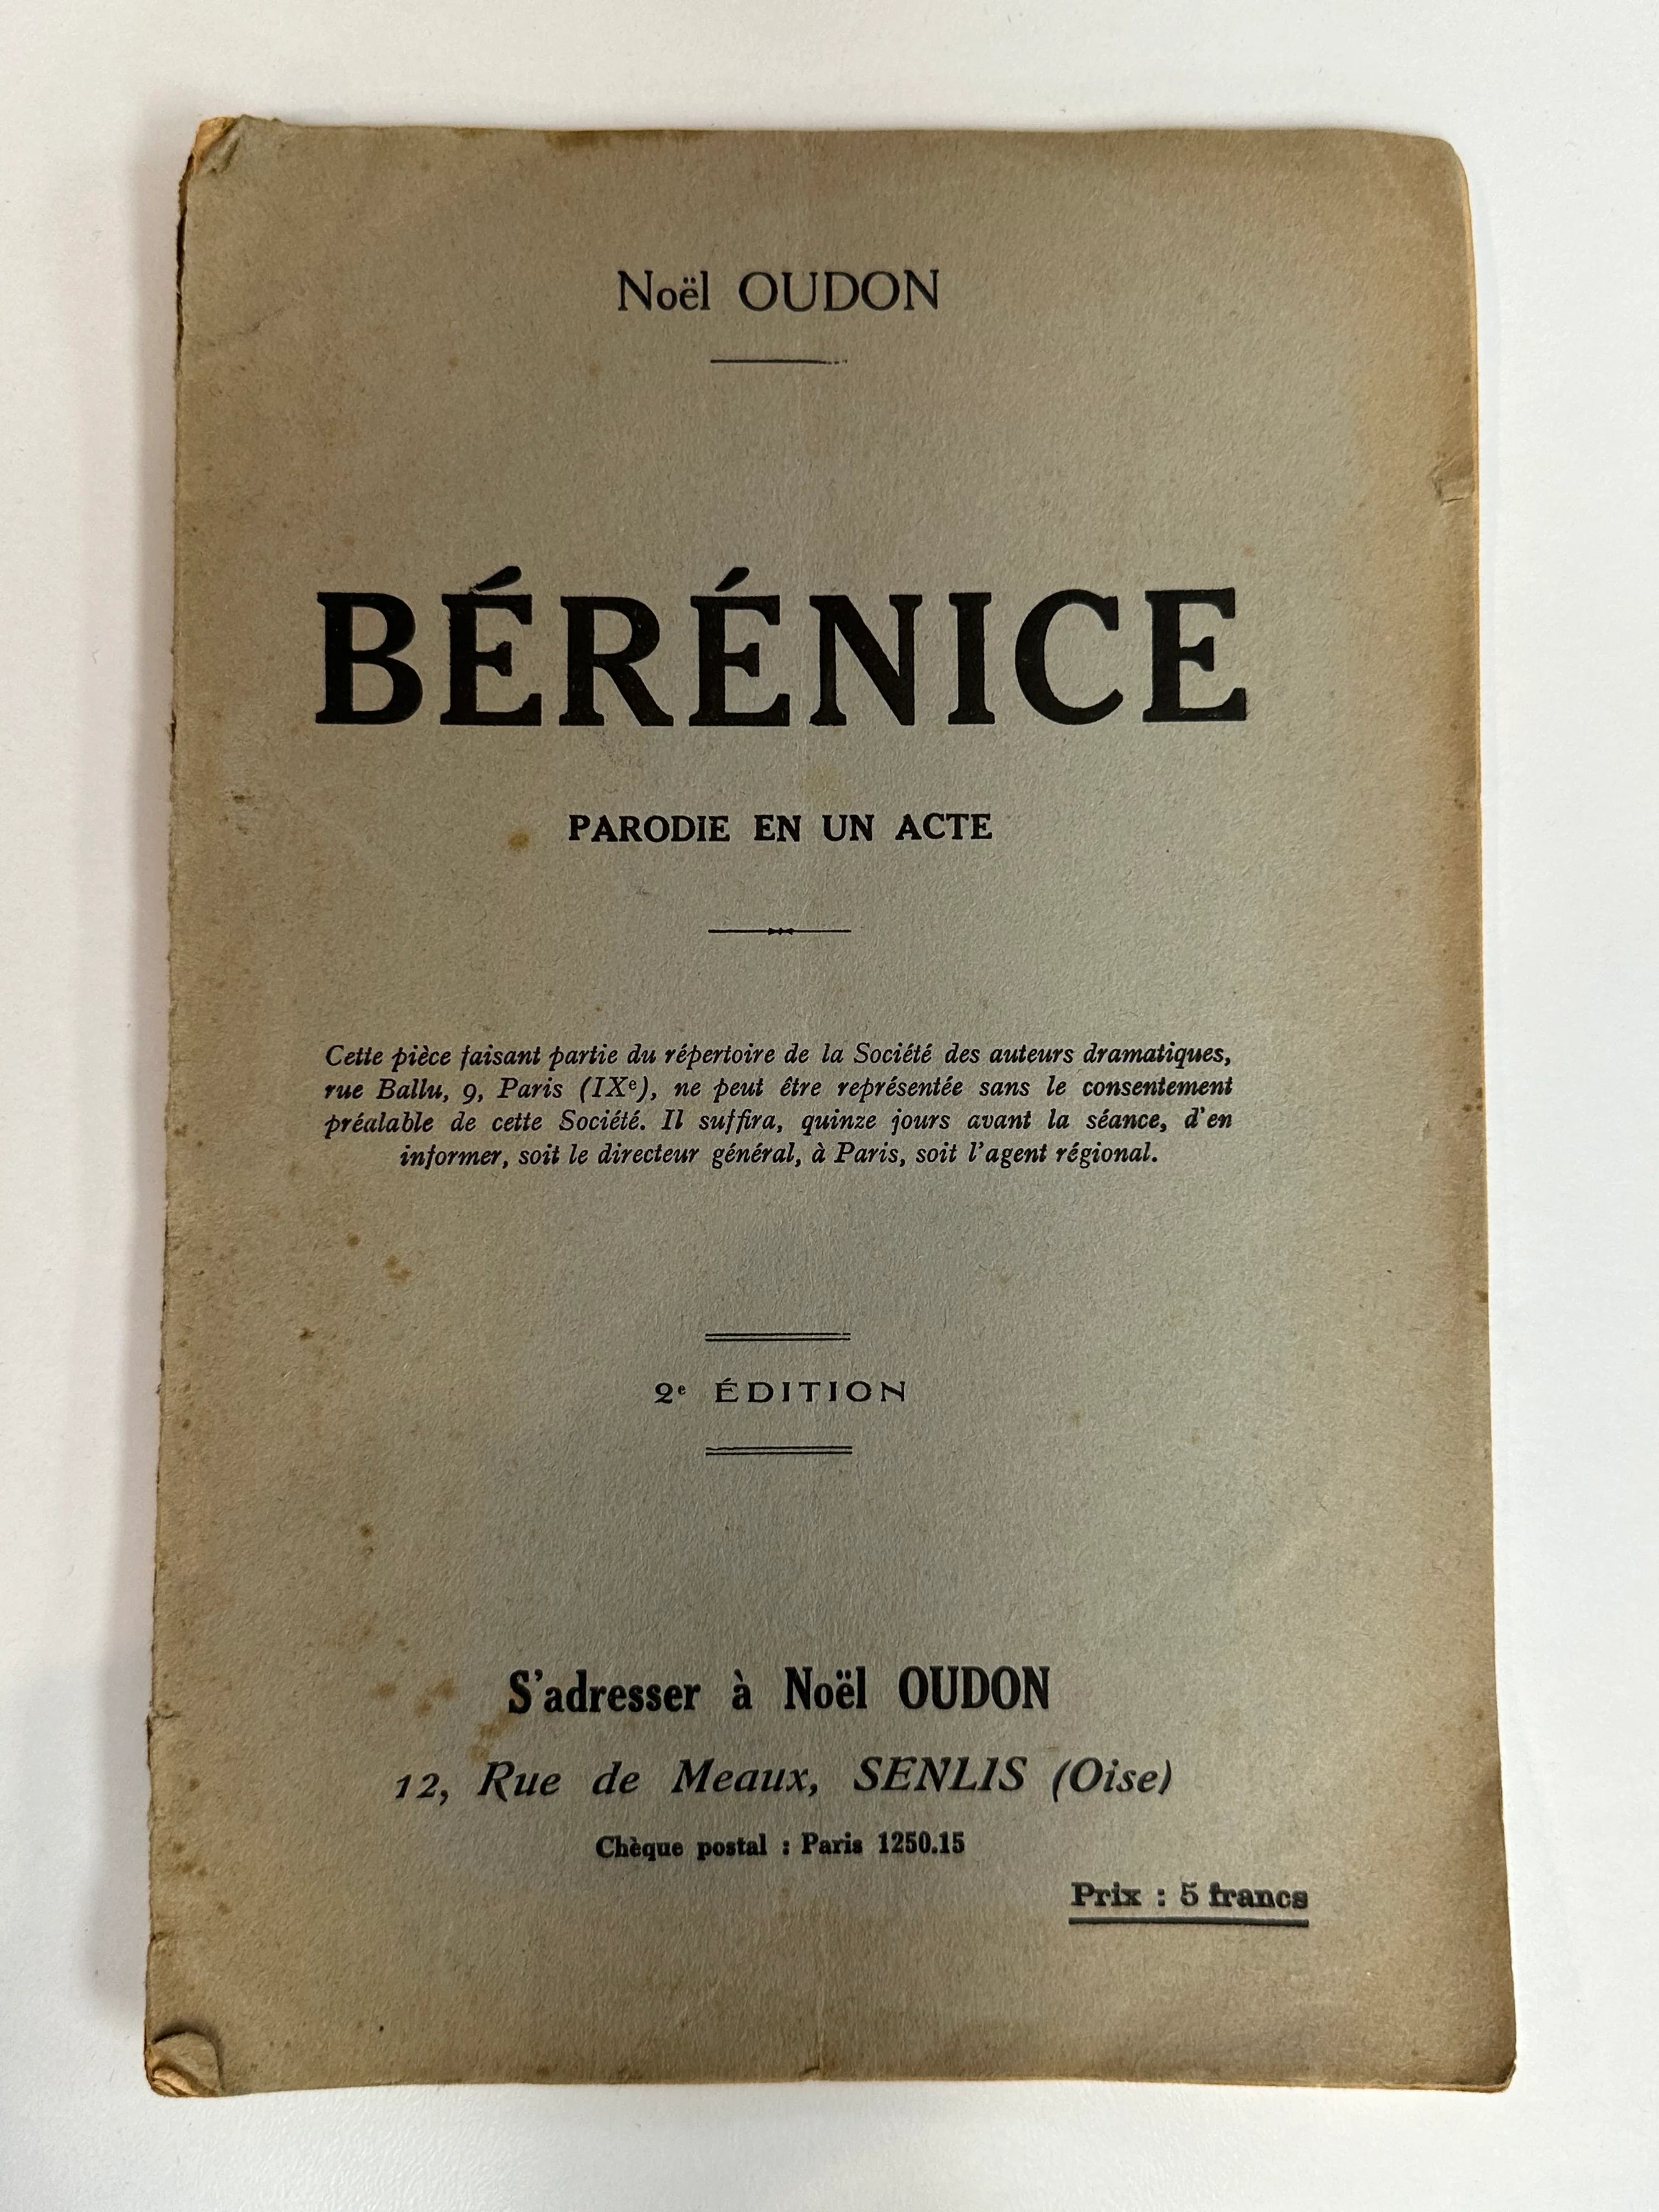 Noël OUDON
BÉRÉNICE
PARODIE EN UN ACTE
Cette pièce faisant partie du répertoire de la Société des auteurs dramatiques,
rue Ballu, 9, Paris (IXe), ne peut être représentée sans le consentement
préalable de cette Société. Il suffira, quinze jours avant la séance, d'en
informer, soit le directeur général, à Paris, soit l'agent régional.
2e ÉDITION
S'adresser à Noël OUDON
12, Rue de Meaux, SENLIS (Oise)
Chèque postal : Paris 1250.15
Prix : 5 francs